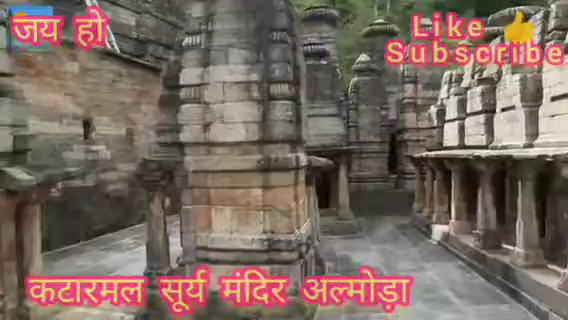 जय हो
Like 👍
Subscribe
कटारमल सूर्य मंदिर अल्मोड़ा